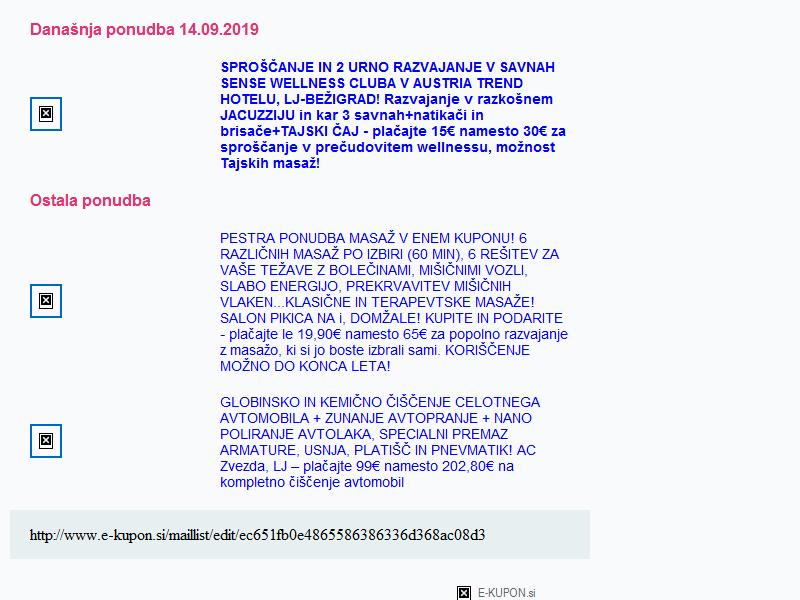 Današnja ponudba 14.09.2019
SPROŠČANJE IN 2 URNO RAZVAJANJE V SAVNAH
SENSE WELLNESS CLUBA V AUSTRIA TREND
HOTELU, LJ-BEŽIGRAD! Razvajanje v razkošnem
JACUZZIJU in kar 3 savnah+natikači in
brisače+TAJSKI ČAJ - plačajte 15€ namesto 30€ za
sproščanje v prečudovitem wellnessu, možnost
Tajskih masaž!
Ostala ponudba
PESTRA PONUDBA MASAŽ V ENEM KUPONU! 6
RAZLIČNIH MASAŽ PO IZBIRI (60 MIN), 6 REŠITEV ZA
VAŠE TEŽAVE Z BOLEČINAMI, MIŠIČNIMI VOZLI,
SLABO ENERGIJO, PREKRVAVITEV MIŠIČNIH
VLAKEN...KLASIČNE IN TERAPEVTSKE MASAŽE!
SALON PIKICA NA i, DOMŽALE! KUPITE IN PODARITE
- plačajte le 19,90€ namesto 65€ za popolno razvajanje
z masažo, ki si jo boste izbrali sami. KORIŠČENJE
MOŽNO DO KONCA LETA!
GLOBINSKO IN KEMIČNO ČIŠČENJE CELOTNEGA
AVTOMOBILA + ZUNANJE AVTOPRANJE + NANO
POLIRANJE AVTOLAKA, SPECIALNI PREMAZ
ARMATURE, USNJA, PLATIŠČ IN PNEVMATIK! AC
Zvezda, LJ – plačajte 99€ namesto 202,80€ na
kompletno čiščenje avtomobil
http://www.e-kupon.si/maillist/edit/ec651fb0e4865586386336d368ac08d3
E-KUPON.si